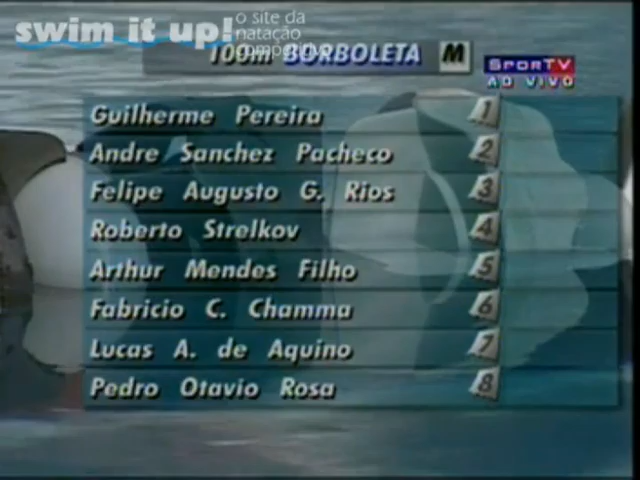 swim it up!
o site da
natação
competitiva
100m BORBOLETA M
SPORTV
AO VIVO
Guilherme Pereira 1
Andre Sanchez Pacheco 2
Felipe Augusto G. Rios 3
Roberto Strelkov 4
Arthur Mendes Filho 5
Fabricio C. Chamma 6
Lucas A. de Aquino 7
Pedro Otavio Rosa 8